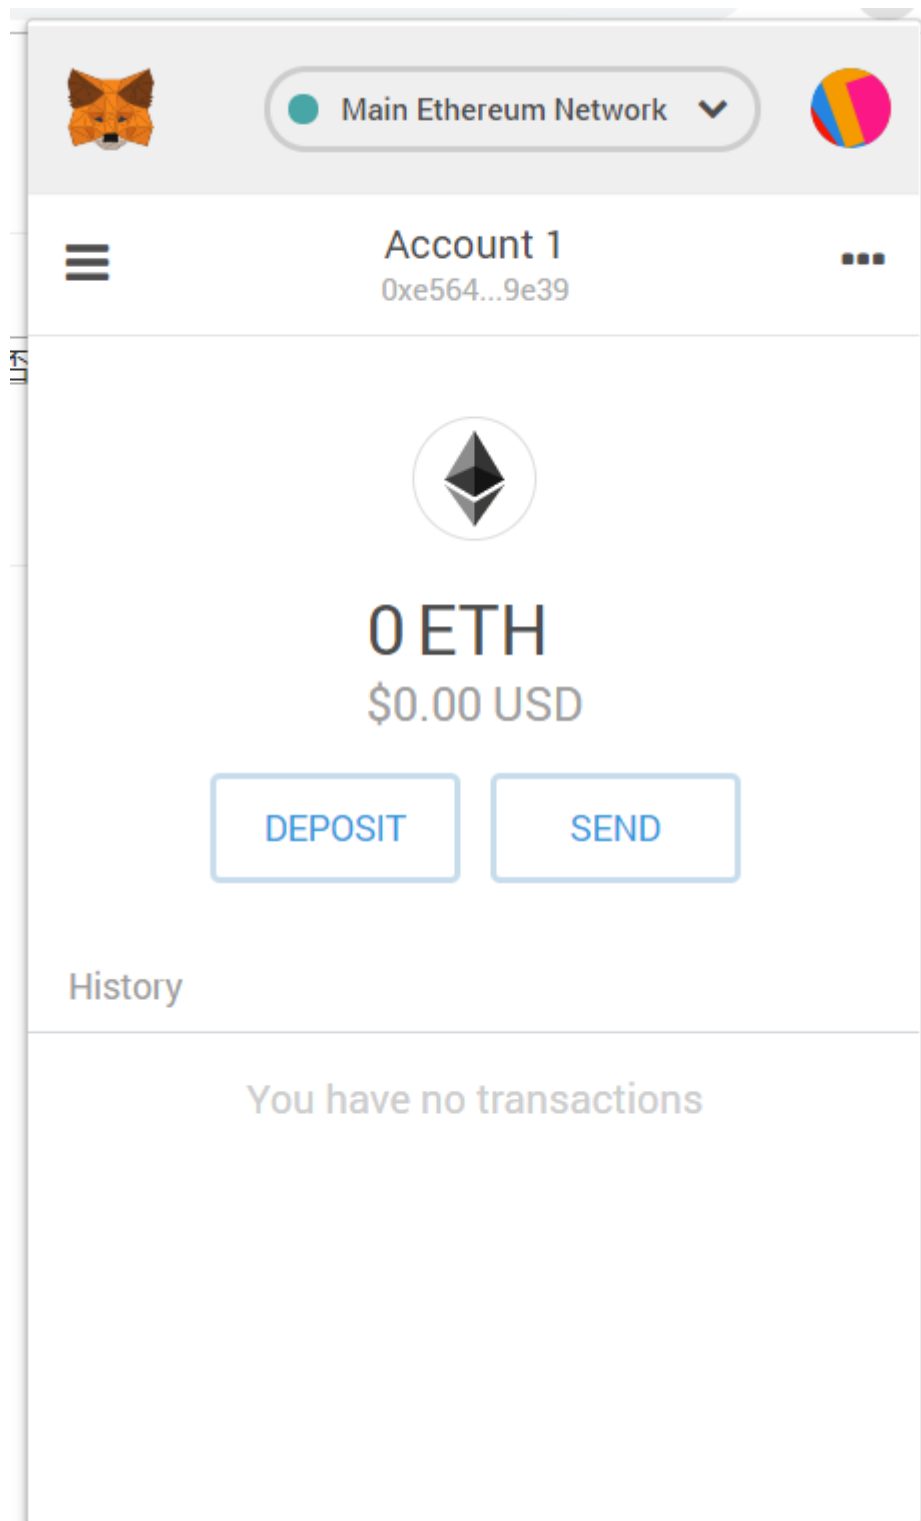 Main Ethereum Network
Account 1
0xe564...9e39
否
0 ETH
$0.00 USD
DEPOSIT
SEND
History
You have no transactions